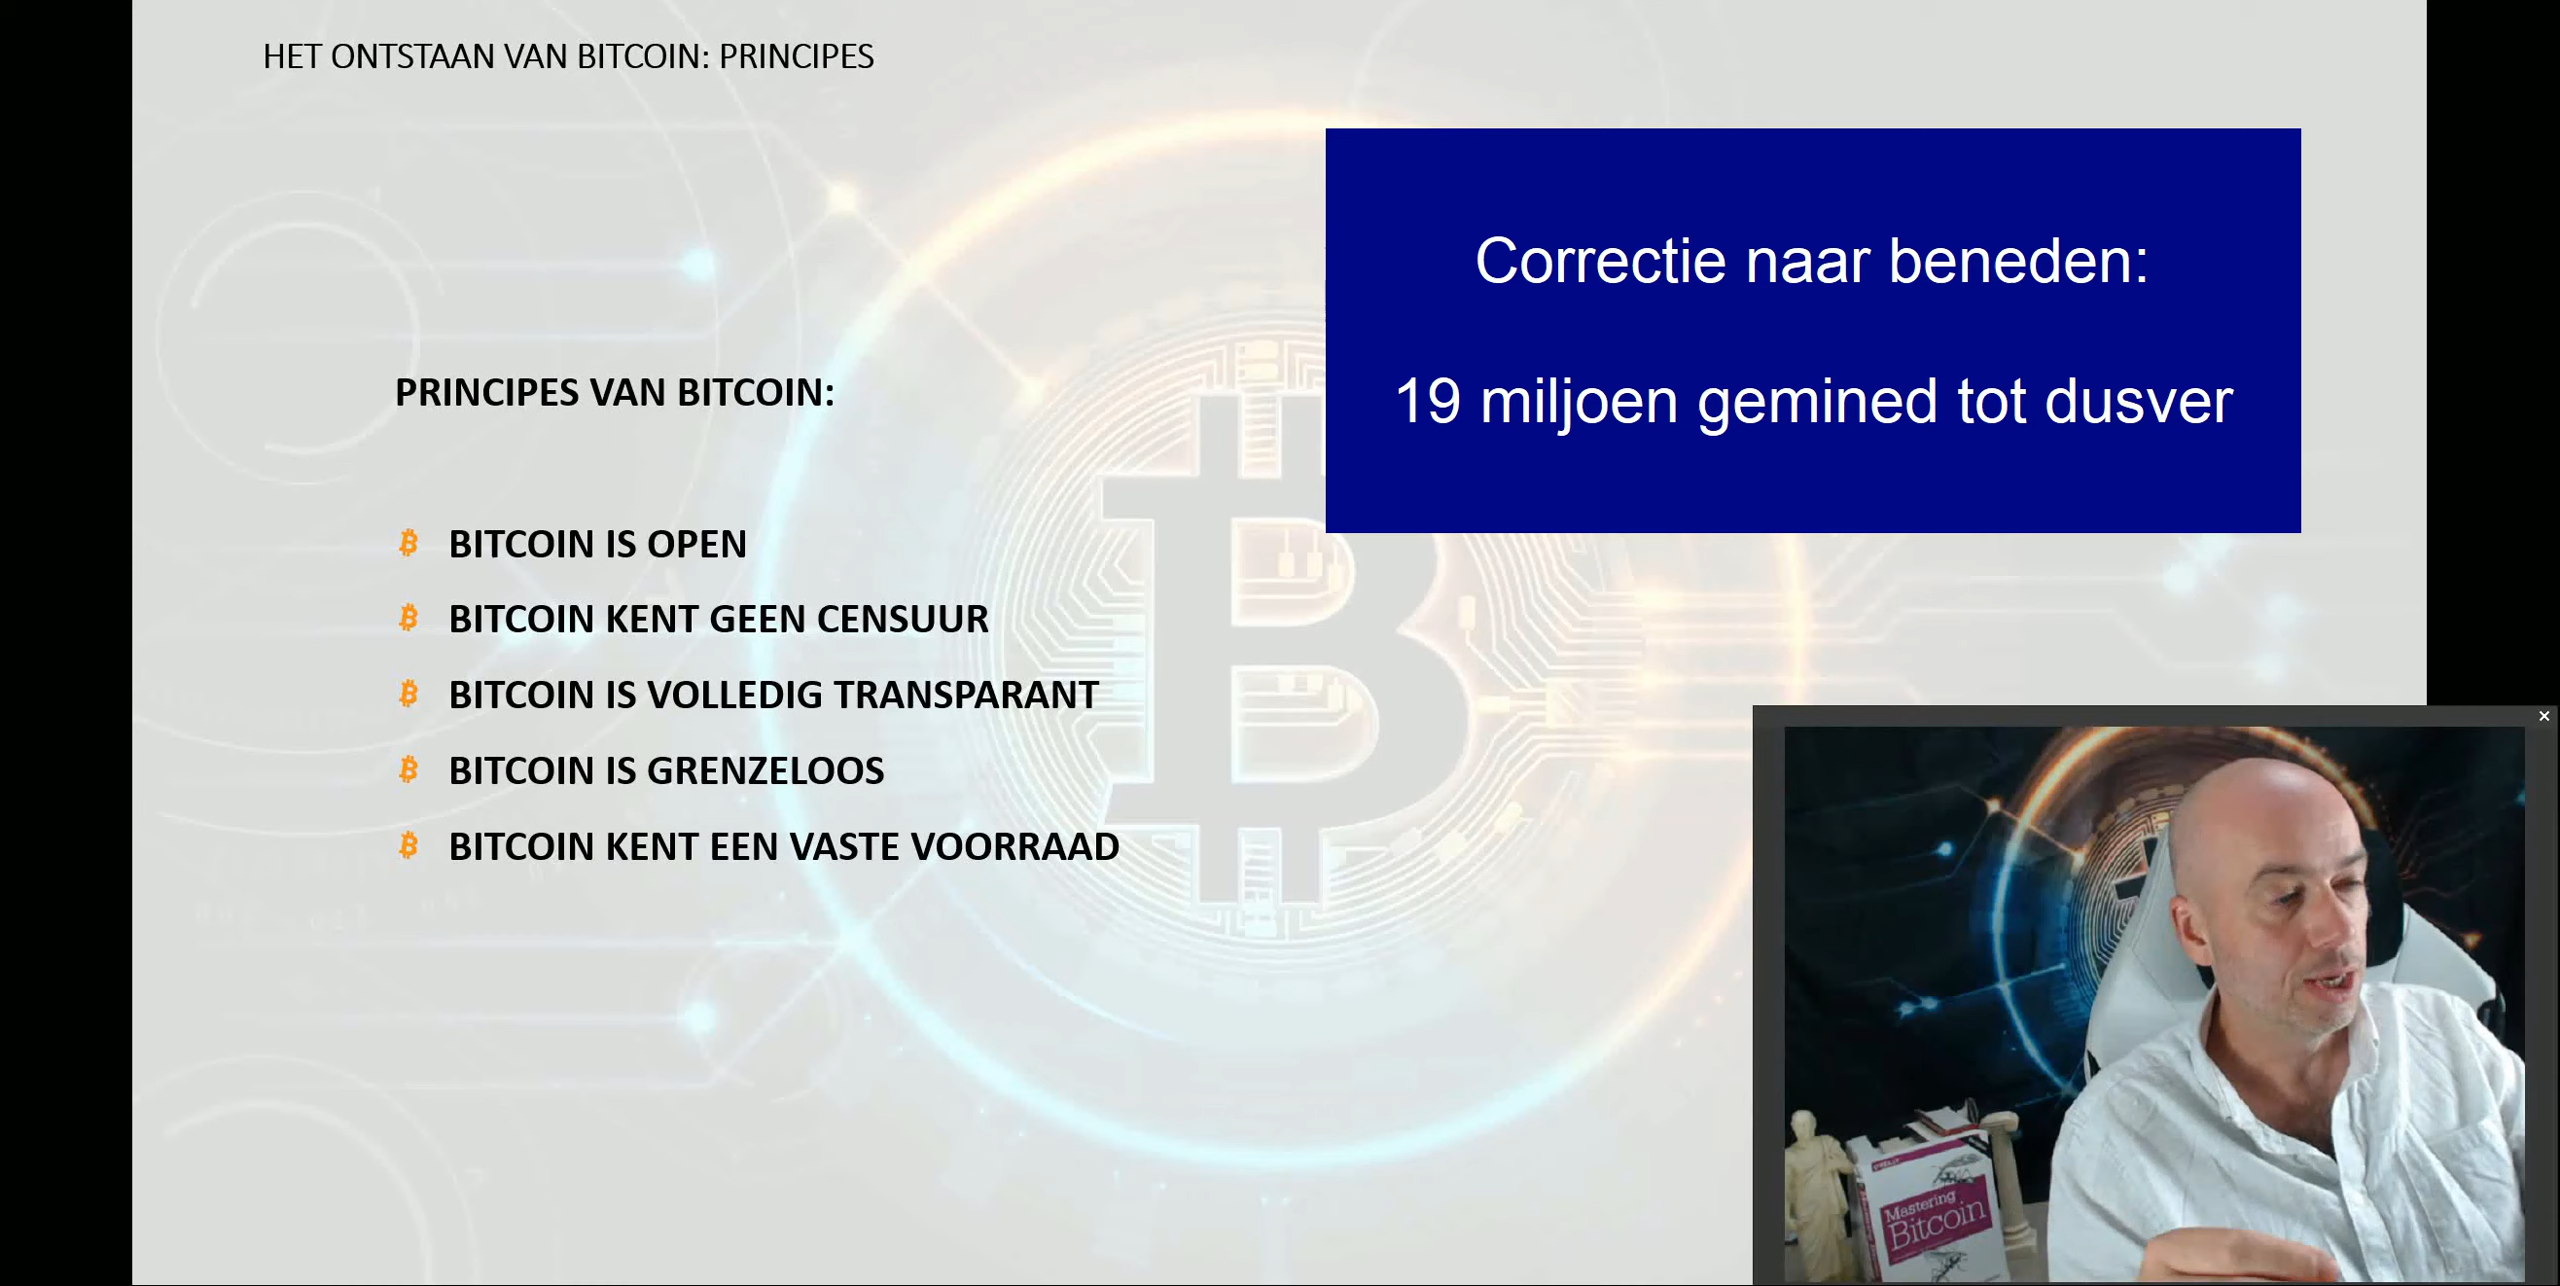 HET ONTSTAAN VAN BITCOIN: PRINCIPES
Correctie naar beneden:
19 miljoen gemined tot dusver
PRINCIPES VAN BITCOIN:
BITCOIN IS OPEN
BITCOIN KENT GEEN CENSUUR
BITCOIN IS VOLLEDIG TRANSPARANT
BITCOIN IS GRENZELOOS
BITCOIN KENT EEN VASTE VOORRAAD
Mastering
Bitcoin